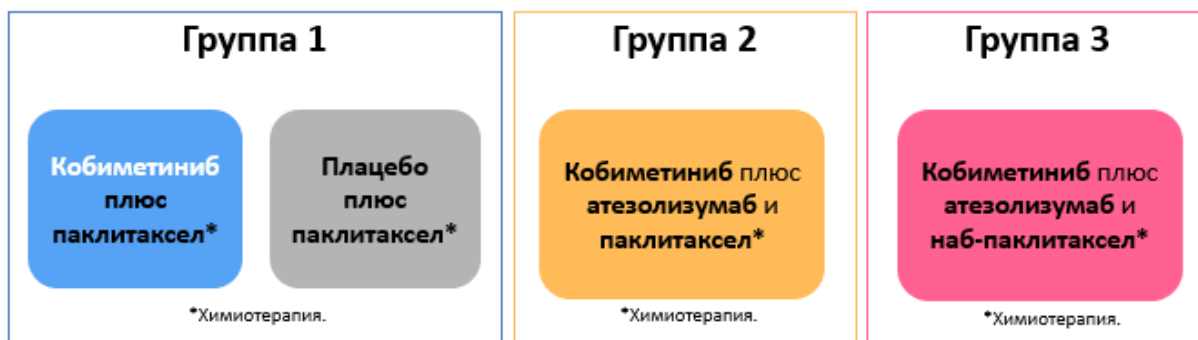 Группа 1
Кобиметиниб
плюс
паклитаксел*
Плацебо
плюс
паклитаксел*
*Химиотерапия.
Группа 2
Кобиметиниб плюс
атезолизумаб и
паклитаксел*
*Химиотерапия.
Группа 3
Кобиметиниб плюс
атезолизумаб и
наб-паклитаксел*
*Химиотерапия.